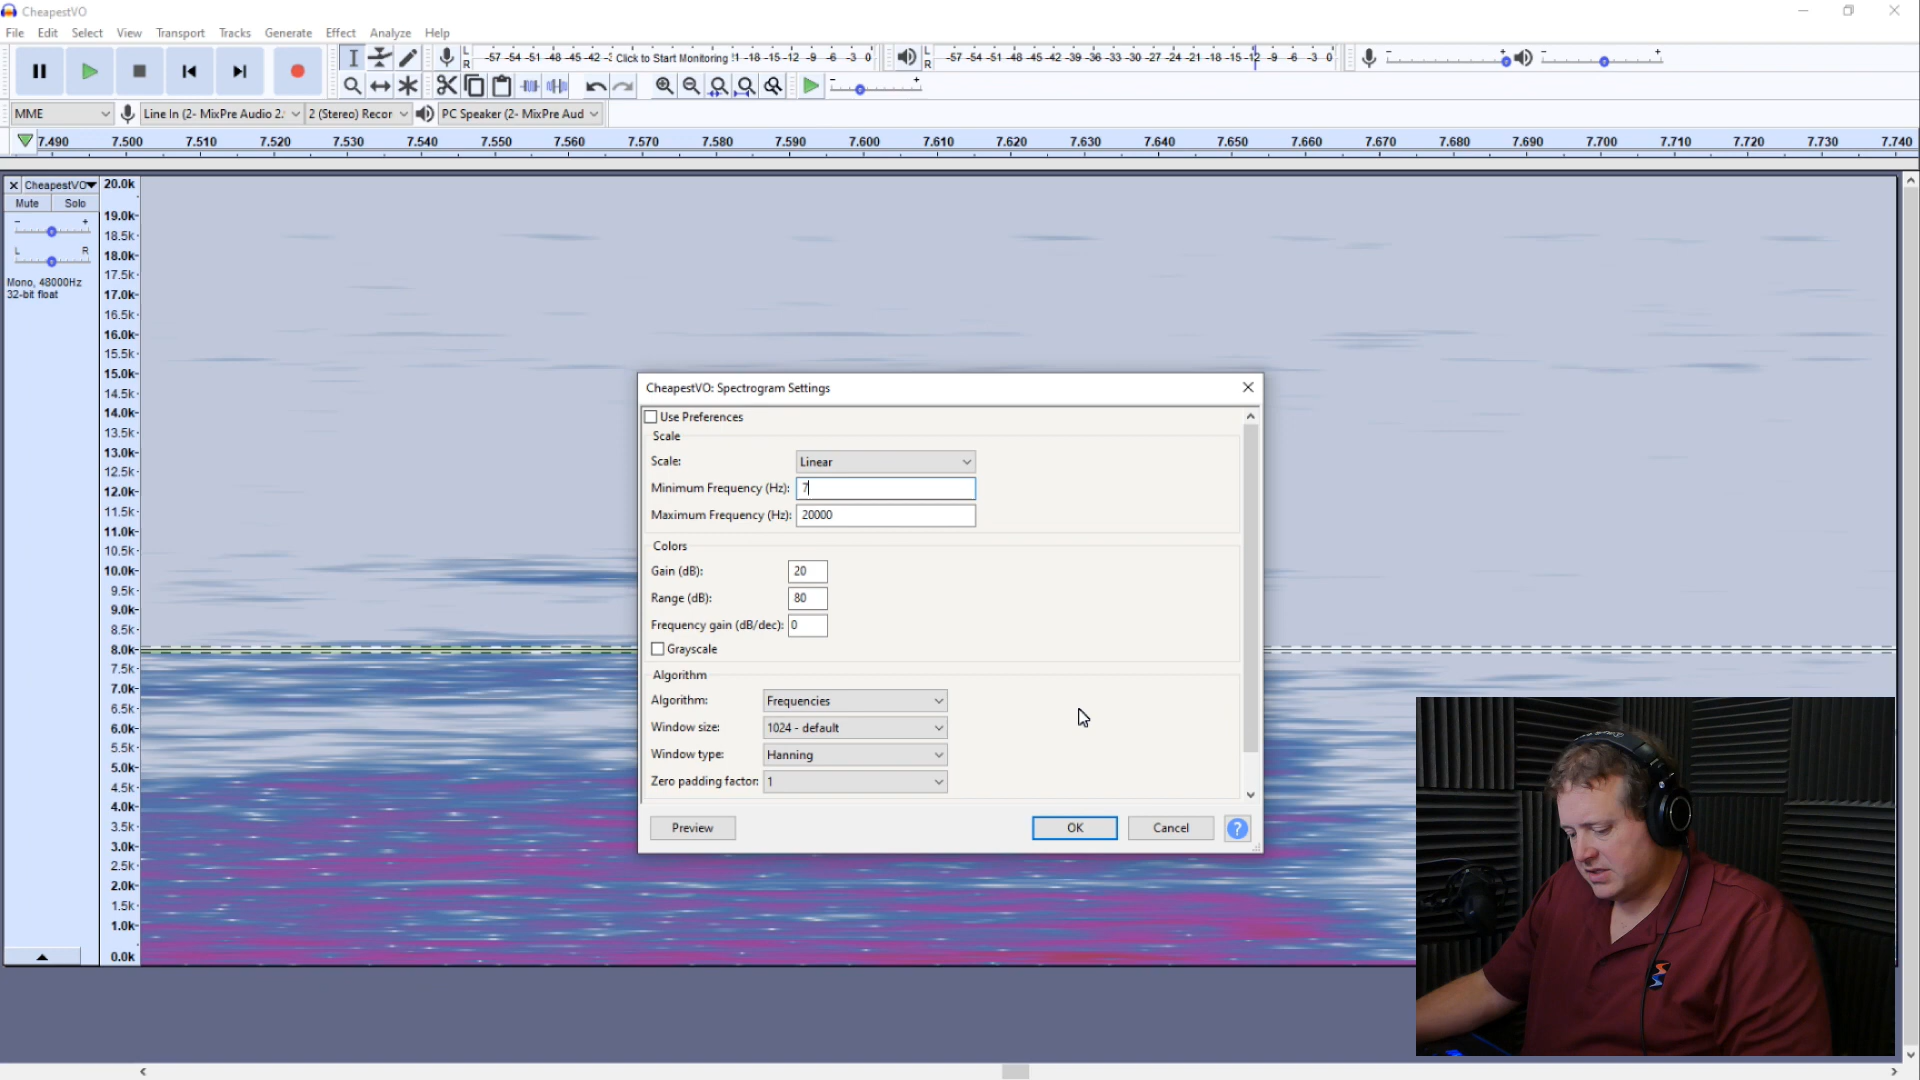 CheapestVO
File Edit Select View Transport Tracks Generate Effect Analyze Help
L
R
-57 -54 -51 -48 -45 -42 -3 Click to Start Monitoring !1 -18 -15 -12 -9 -6 -3 0
L
R
-57 -54 -51 -48 -45 -42 -39 -36 -33 -30 -27 -24 -21 -18 -15 -12 -9 -6 -3 0
MME
Line In (2- MixPre Audio 2.
2 (Stereo) Recor
PC Speaker (2- MixPre Aud
7.490 7.500 7.510 7.520 7.530 7.540 7.550 7.560 7.570 7.580 7.590 7.600 7.610 7.620 7.630 7.640 7.650 7.660 7.670 7.680 7.690 7.700 7.710 7.720 7.730 7.740
CheapestVO
Mute Solo
L R
Mono, 48000Hz
32-bit float
20.0k
19.0k
18.5k
18.0k
17.5k
17.0k
16.5k
16.0k
15.5k
15.0k
14.5k
14.0k
13.5k
13.0k
12.5k
12.0k
11.5k
11.0k
10.5k
10.0k
9.5k
9.0k
8.5k
8.0k
7.5k
7.0k
6.5k
6.0k
5.5k
5.0k
4.5k
4.0k
3.5k
3.0k
2.5k
2.0k
1.5k
1.0k
0.0k
CheapestVO: Spectrogram Settings
Use Preferences
Scale
Scale: Linear
Minimum Frequency (Hz): 7
Maximum Frequency (Hz): 20000
Colors
Gain (dB): 20
Range (dB): 80
Frequency gain (dB/dec): 0
Grayscale
Algorithm
Algorithm: Frequencies
Window size: 1024 - default
Window type: Hanning
Zero padding factor: 1
Preview OK Cancel ?